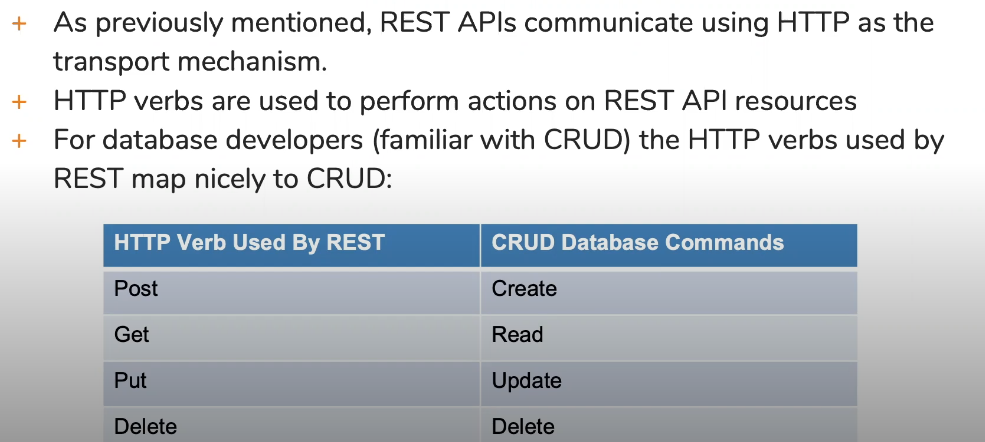 + As previously mentioned, REST APIs communicate using HTTP as the
transport mechanism.
+ HTTP verbs are used to perform actions on REST API resources
+ For database developers (familiar with CRUD) the HTTP verbs used by
REST map nicely to CRUD:
HTTP Verb Used By REST CRUD Database Commands
Post Create
Get Read
Put Update
Delete Delete